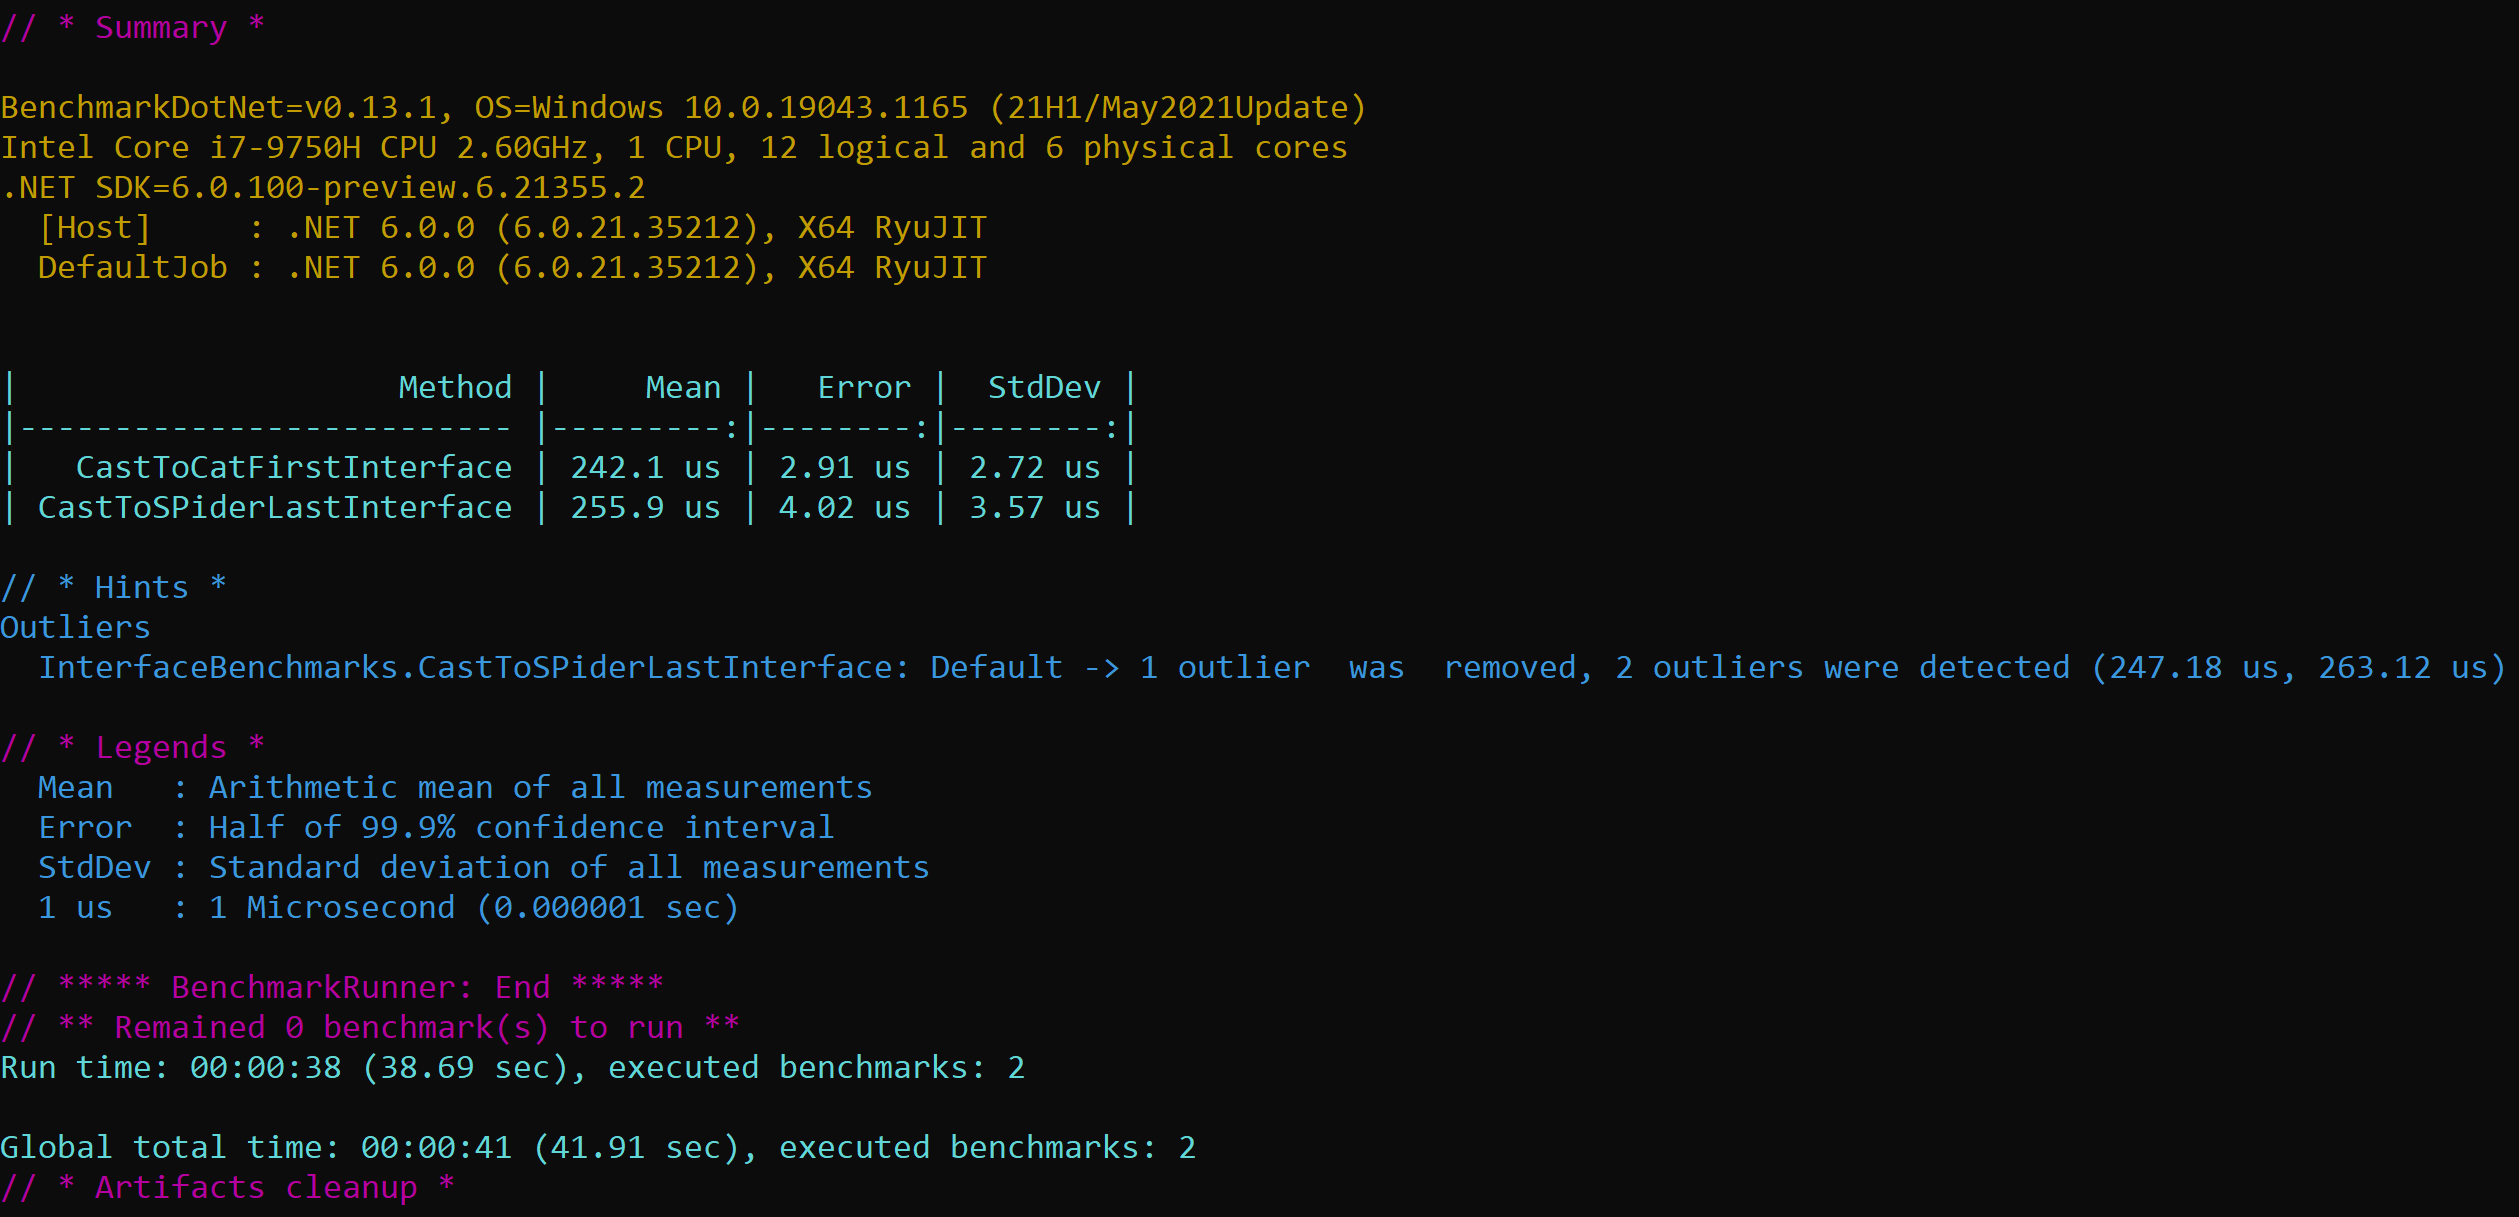 // * Summary *

BenchmarkDotNet=v0.13.1, OS=Windows 10.0.19043.1165 (21H1/May2021Update)
Intel Core i7-9750H CPU 2.60GHz, 1 CPU, 12 logical and 6 physical cores
.NET SDK=6.0.100-preview.6.21355.2
  [Host]     : .NET 6.0.0 (6.0.21.35212), X64 RyuJIT
  DefaultJob : .NET 6.0.0 (6.0.21.35212), X64 RyuJIT


|                    Method |     Mean |   Error |  StdDev |
|-------------------------- |---------:|--------:|--------:|
|   CastToCatFirstInterface | 242.1 us | 2.91 us | 2.72 us |
| CastToSPiderLastInterface | 255.9 us | 4.02 us | 3.57 us |

// * Hints *
Outliers
  InterfaceBenchmarks.CastToSPiderLastInterface: Default -> 1 outlier  was  removed, 2 outliers were detected (247.18 us, 263.12 us)

// * Legends *
  Mean   : Arithmetic mean of all measurements
  Error  : Half of 99.9% confidence interval
  StdDev : Standard deviation of all measurements
  1 us   : 1 Microsecond (0.000001 sec)

// ***** BenchmarkRunner: End *****
// ** Remained 0 benchmark(s) to run **
Run time: 00:00:38 (38.69 sec), executed benchmarks: 2

Global total time: 00:00:41 (41.91 sec), executed benchmarks: 2
// * Artifacts cleanup *